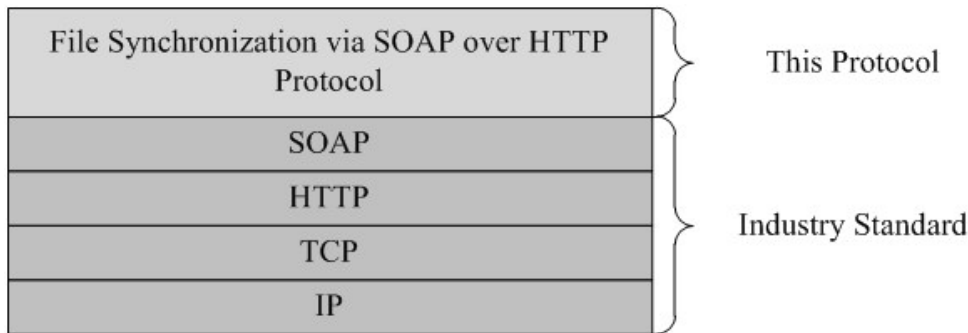 File Synchronization via SOAP over HTTP
Protocol
This Protocol
SOAP
HTTP
TCP
IP
Industry Standard